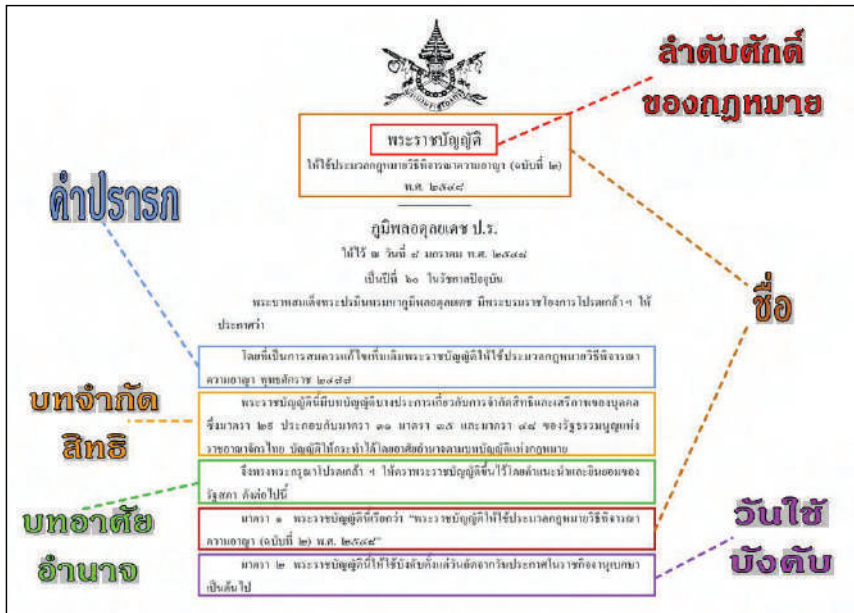 ลำดับศักดิ์
ของกฎหมาย
พระราชบัญญัติ
ให้ใช้ประมวลกฎหมายวิธีพิจารณาความอาญา (ฉบับที่ ๒)
พ.ศ. ๒๕๔๘
คำปรารภ
ภูมิพลอดุลยเดช ป.ร.
ให้ไว้ ณ วันที่ ๘ มกราคม พ.ศ. ๒๕๔๘
เป็นปีที่ ๖๐ ในรัชกาลปัจจุบัน
ชื่อ
พระบาทสมเด็จพระปรมินทรมหาภูมิพลอดุลยเดช มีพระบรมราชโองการโปรดเกล้า ฯ ให้
ประกาศว่า
โดยที่เป็นการสมควรแก้ไขเพิ่มเติมพระราชบัญญัติให้ใช้ประมวลกฎหมายวิธีพิจารณา
ความอาญา พุทธศักราช ๒๔๗๗
บทจำกัด
สิทธิ
พระราชบัญญัตินี้มีบทบัญญัติบางประการเกี่ยวกับการจำกัดสิทธิและเสรีภาพของบุคคล
ซึ่งมาตรา ๒๙ ประกอบกับมาตรา ๓๑ มาตรา ๓๕ และมาตรา ๔๘ ของรัฐธรรมนูญแห่ง
ราชอาณาจักรไทย บัญญัติให้กระทำได้โดยอาศัยอำนาจตามบทบัญญัติแห่งกฎหมาย
จึงทรงพระกรุณาโปรดเกล้า ฯ ให้ตราพระราชบัญญัติขึ้นไว้โดยคำแนะนำและยินยอมของ
รัฐสภา ดังต่อไปนี้
บทอาศัย
อำนาจ
มาตรา ๑ พระราชบัญญัตินี้เรียกว่า “พระราชบัญญัติให้ใช้ประมวลกฎหมายวิธีพิจารณา
ความอาญา (ฉบับที่ ๒) พ.ศ. ๒๕๔๘”
วันใช้
บังคับ
มาตรา ๒ พระราชบัญญัตินี้ให้ใช้บังคับตั้งแต่วันถัดจากวันประกาศในราชกิจจานุเบกษา
เป็นต้นไป